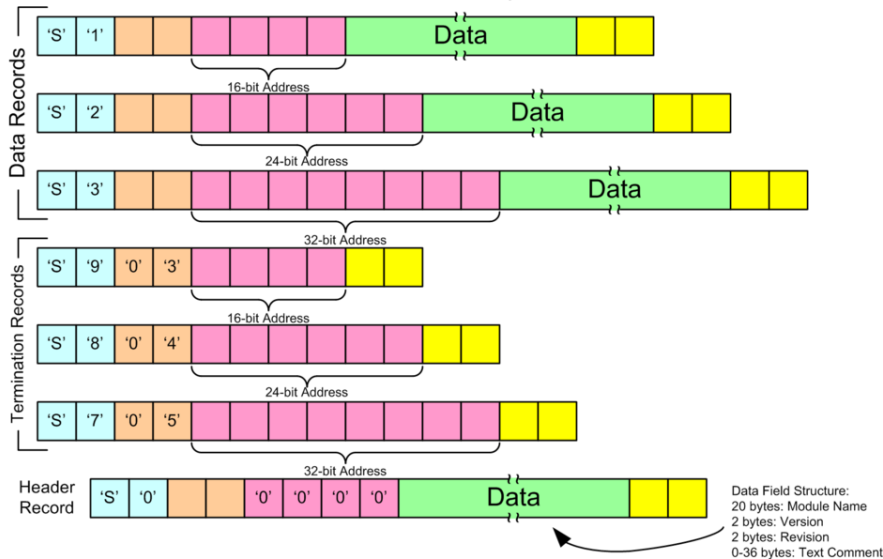 Data Records
‘S’ ‘1’ Data
16-bit Address
‘S’ ‘2’ Data
24-bit Address
‘S’ ‘3’ Data
32-bit Address
Termination Records
‘S’ ‘9’ ‘0’ ‘3’
16-bit Address
‘S’ ‘8’ ‘0’ ‘4’
24-bit Address
‘S’ ‘7’ ‘0’ ‘5’
32-bit Address
Header
Record
‘S’ ‘0’ ‘0’ ‘0’ ‘0’ ‘0’ Data
Data Field Structure:
20 bytes: Module Name
2 bytes: Version
2 bytes: Revision
0-36 bytes: Text Comment